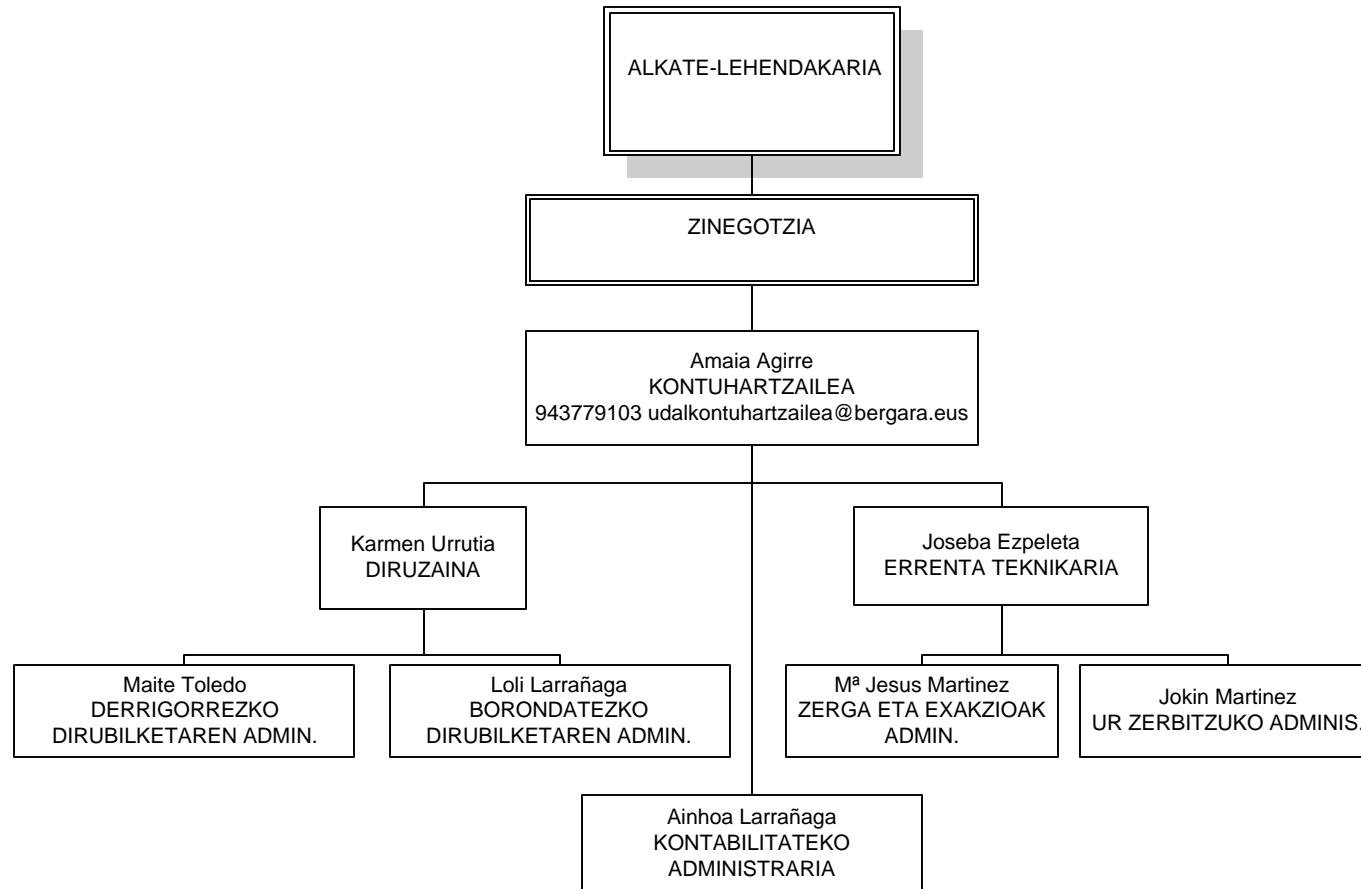 ALKATE-LEHENDAKARIA
ZINEGOTZIA
Amaia Agirre
KONTUHARTZAILEA
943779103 udalkontuhartzailea@bergara.eus
Karmen Urrutia
DIRUZAINA
Joseba Ezpeleta
ERRENTA TEKNIKARIA
Maite Toledo
DERRIGORREZKO
DIRUBILKETAREN ADMIN.
Loli Larrañaga
BORONDATEZKO
DIRUBILKETAREN ADMIN.
Mª Jesus Martinez
ZERGA ETA EXAKZIOAK
ADMIN.
Jokin Martinez
UR ZERBITZUKO ADMINIS.
Ainhoa Larrañaga
KONTABILITATEKO
ADMINISTRARIA